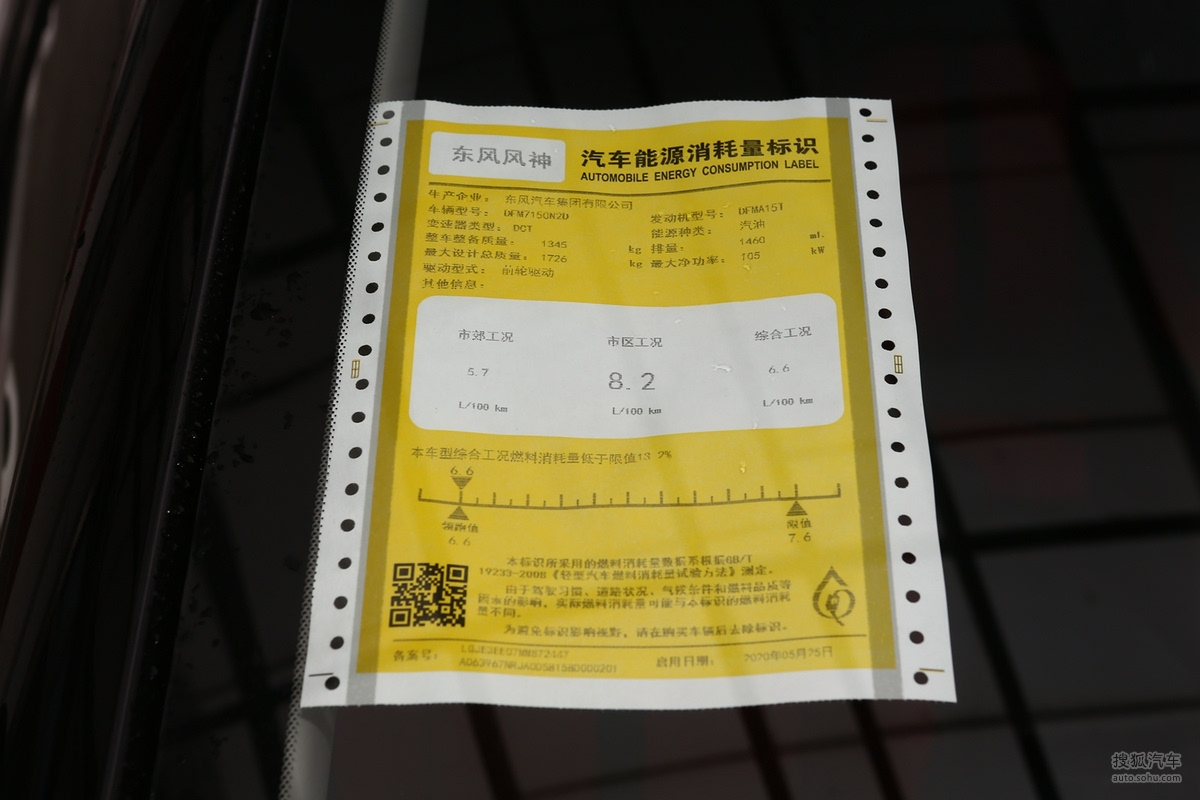 东风风神
汽车能源消耗量标识
AUTOMOBILE ENERGY CONSUMPTION LABEL
生产企业： 东风汽车集团有限公司
车辆型号： DFM7150N2D
发动机型号： DFMA15T
变速器类型： DCT
能源种类： 汽油
整车整备质量： 1345 kg
排量： 1460 mL
最大设计总质量： 1726 kg
最大净功率： 105 kW
驱动型式： 前轮驱动
其他信息：
市郊工况 市区工况 综合工况
5.7 8.2 6.6
L/100 km L/100 km L/100 km
本车型综合工况燃料消耗量低于限值13.2%
6.6
领跑值 限值
6.6 7.6
本标识所采用的燃料消耗量数据系根据GB/T
19233-2008《轻型汽车燃料消耗量试验方法》测定。
由于驾驶习惯、道路状况、气候条件和燃料品质等
因素的影响，实际燃料消耗量可能与本标识的燃料消耗
量不同。
为避免标识影响视野，请在购买车辆后去除标识。
备案号：
启用日期： 2020年05月25日
搜狐汽车
auto.sohu.com